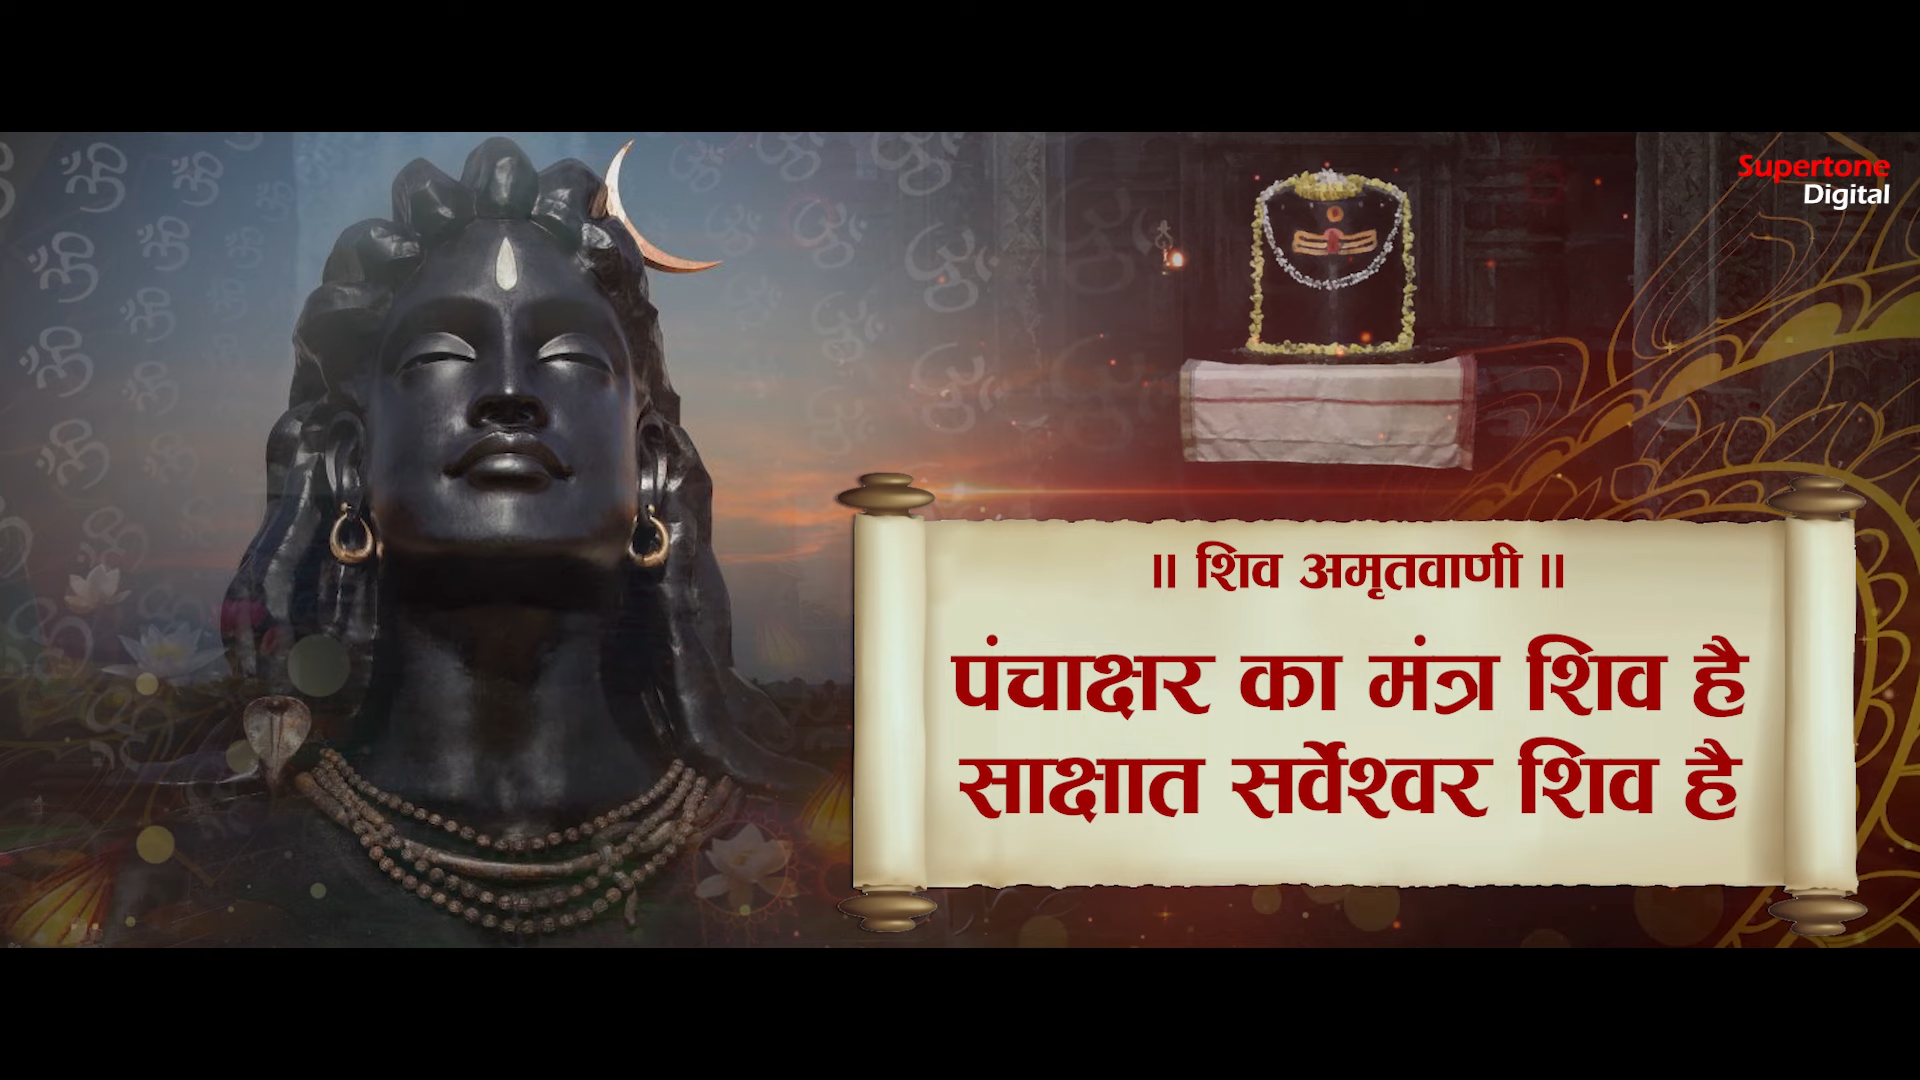 Supertone
Digital
॥ शिव अमृतवाणी ॥
पंचाक्षर का मंत्र शिव है
साक्षात सर्वेश्वर शिव है